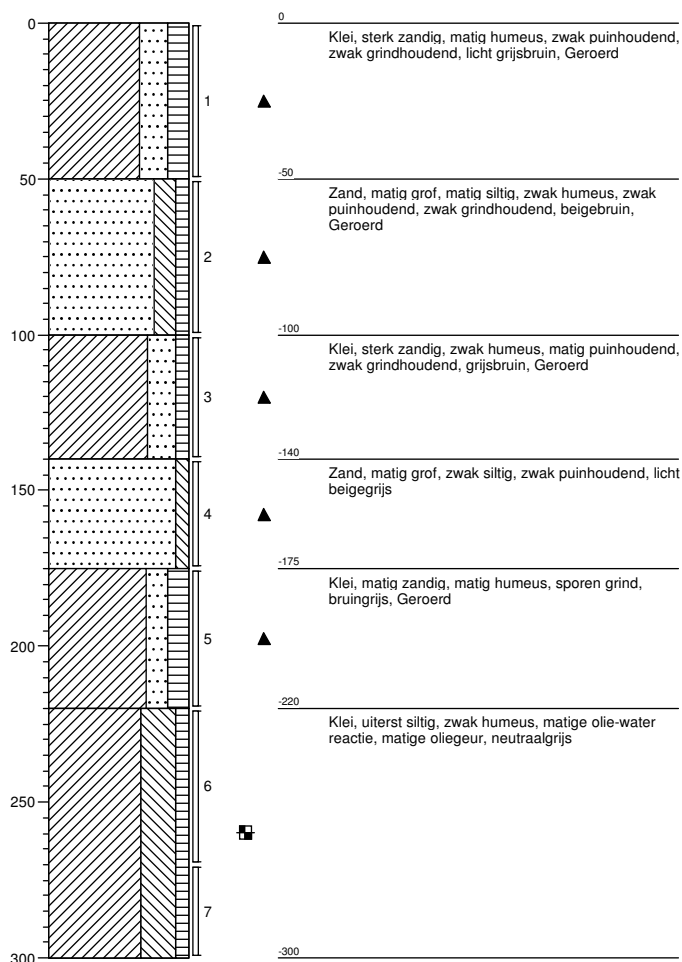 0
50
100
150
200
250
300
1
2
3
4
5
6
7
0
Klei, sterk zandig, matig humeus, zwak puinhoudend,
zwak grindhoudend, licht grijsbruin, Geroerd
-50
Zand, matig grof, matig siltig, zwak humeus, zwak
puinhoudend, zwak grindhoudend, beigebruin,
Geroerd
-100
Klei, sterk zandig, zwak humeus, matig puinhoudend,
zwak grindhoudend, grijsbruin, Geroerd
-140
Zand, matig grof, zwak siltig, zwak puinhoudend, licht
beigegrijs
-175
Klei, matig zandig, matig humeus, sporen grind,
bruingrijs, Geroerd
-220
Klei, uiterst siltig, zwak humeus, matige olie-water
reactie, matige oliegeur, neutraalgrijs
-300